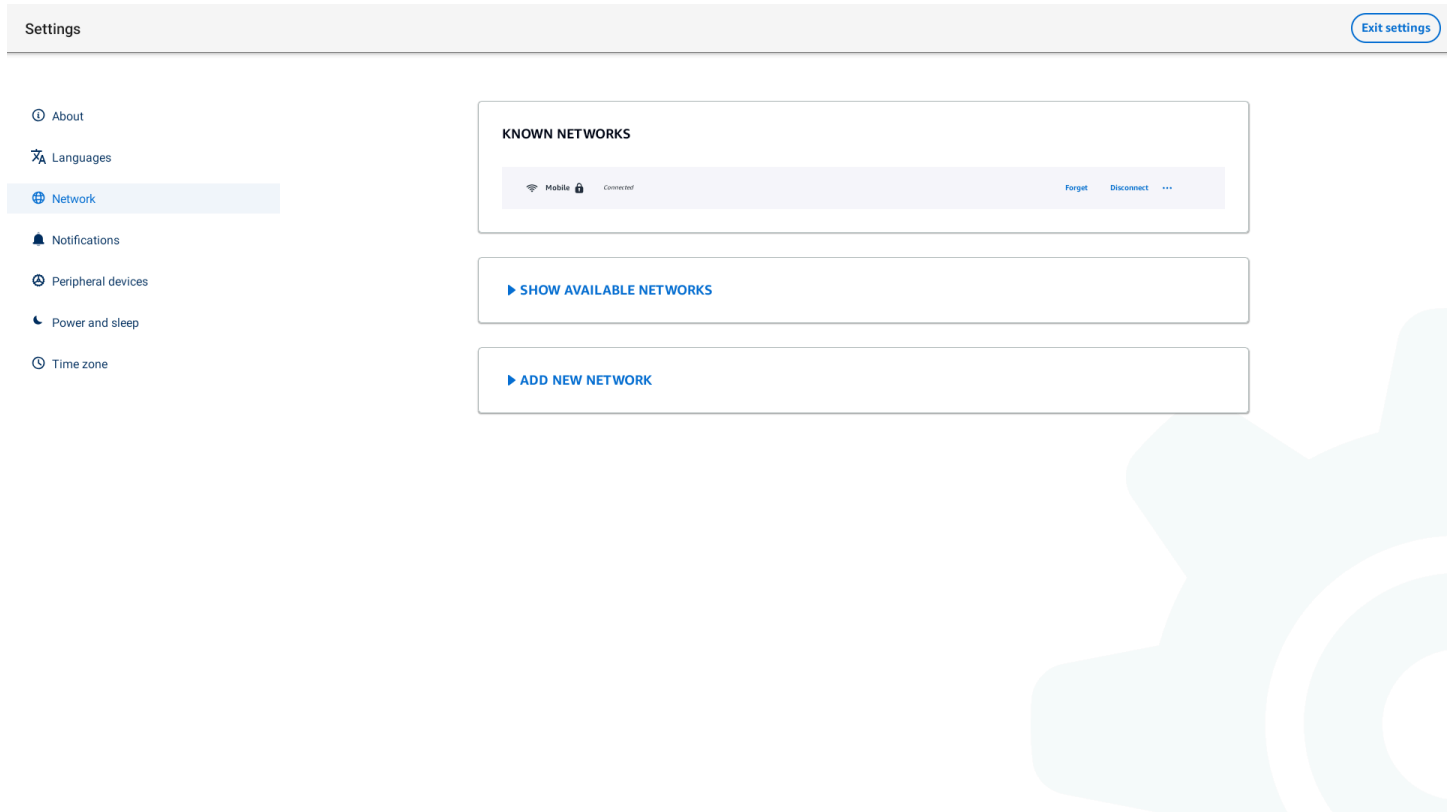 Settings
Exit settings
About
Languages
Network
Notifications
Peripheral devices
Power and sleep
Time zone
KNOWN NETWORKS
Mobile Connected Forget Disconnect ...
SHOW AVAILABLE NETWORKS
ADD NEW NETWORK